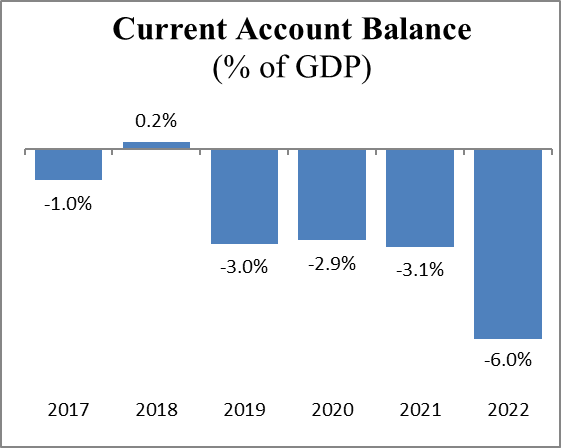 Current Account Balance
(% of GDP)
0.2%
-1.0%
-3.0%
-2.9%
-3.1%
-6.0%
2017 2018 2019 2020 2021 2022